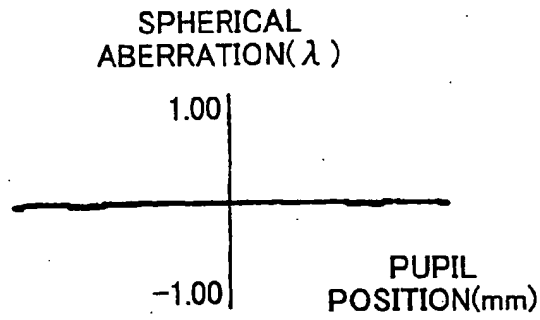 SPHERICAL
ABERRATION(λ)
1.00
-1.00
PUPIL
POSITION(mm)